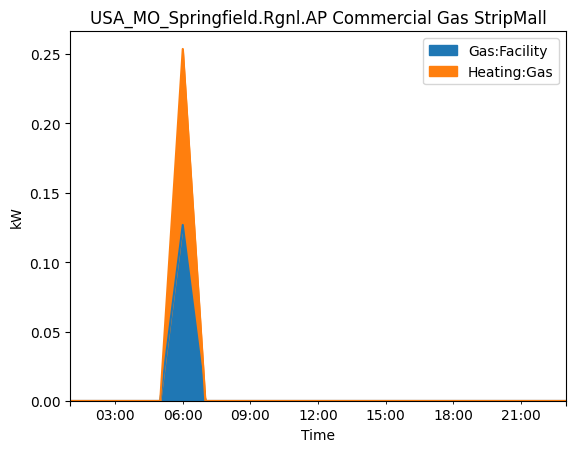 USA_MO_Springfield.Rgnl.AP Commercial Gas StripMall
Gas:Facility
Heating:Gas
kW
0.25
0.20
0.15
0.10
0.05
0.00
03:00 06:00 09:00 12:00 15:00 18:00 21:00
Time